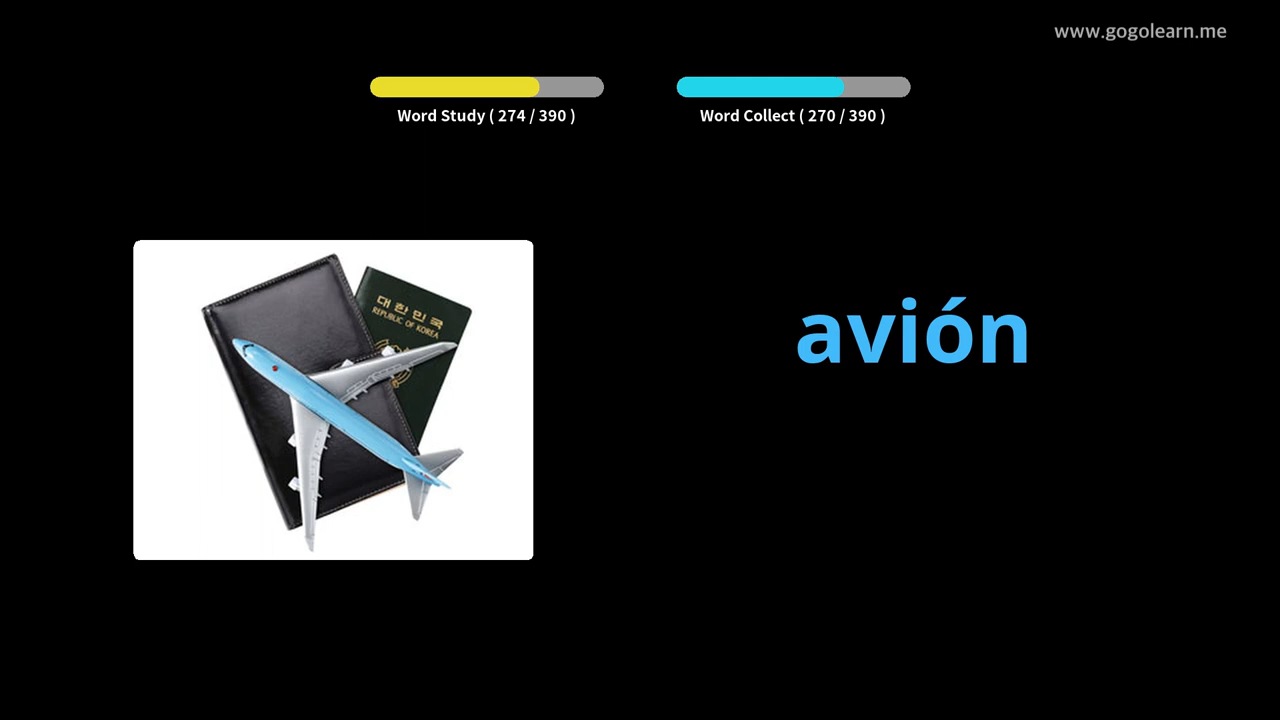 www.gogolearn.me
Word Study ( 274 / 390 )
Word Collect ( 270 / 390 )
대한민국
REPUBLIC OF KOREA
avión